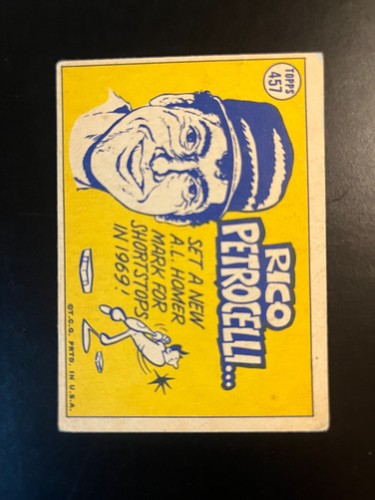 TOPPS
457
RICO
PETROCELLI...
SET A NEW
A.L. HOMER
MARK FOR
SHORTSTOPS
IN 1969!
©T.C.G. PRTD. IN U.S.A.